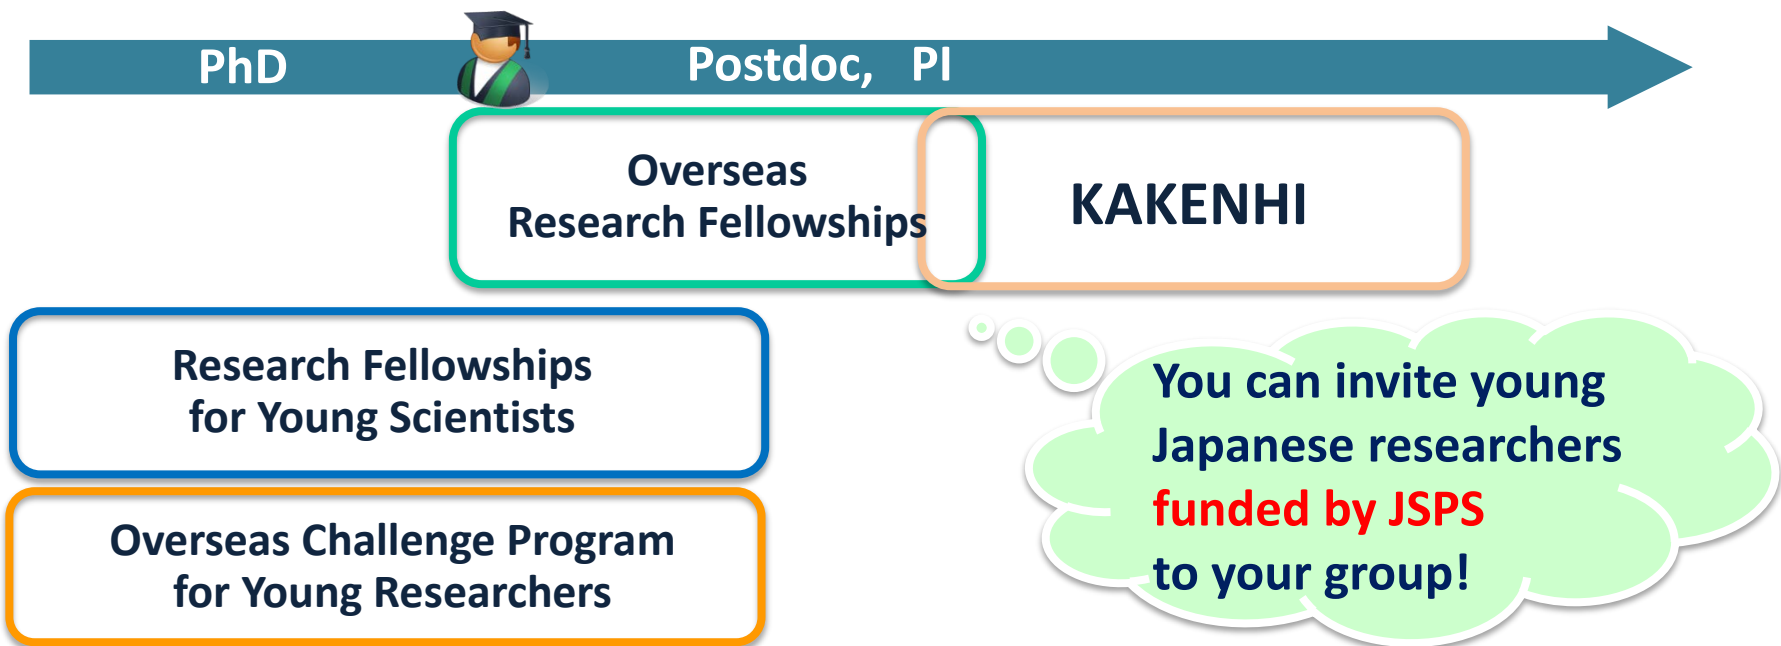 PhD
Postdoc, PI
Overseas
Research Fellowships
KAKENHI
Research Fellowships
for Young Scientists
Overseas Challenge Program
for Young Researchers
You can invite young
Japanese researchers
funded by JSPS
to your group!